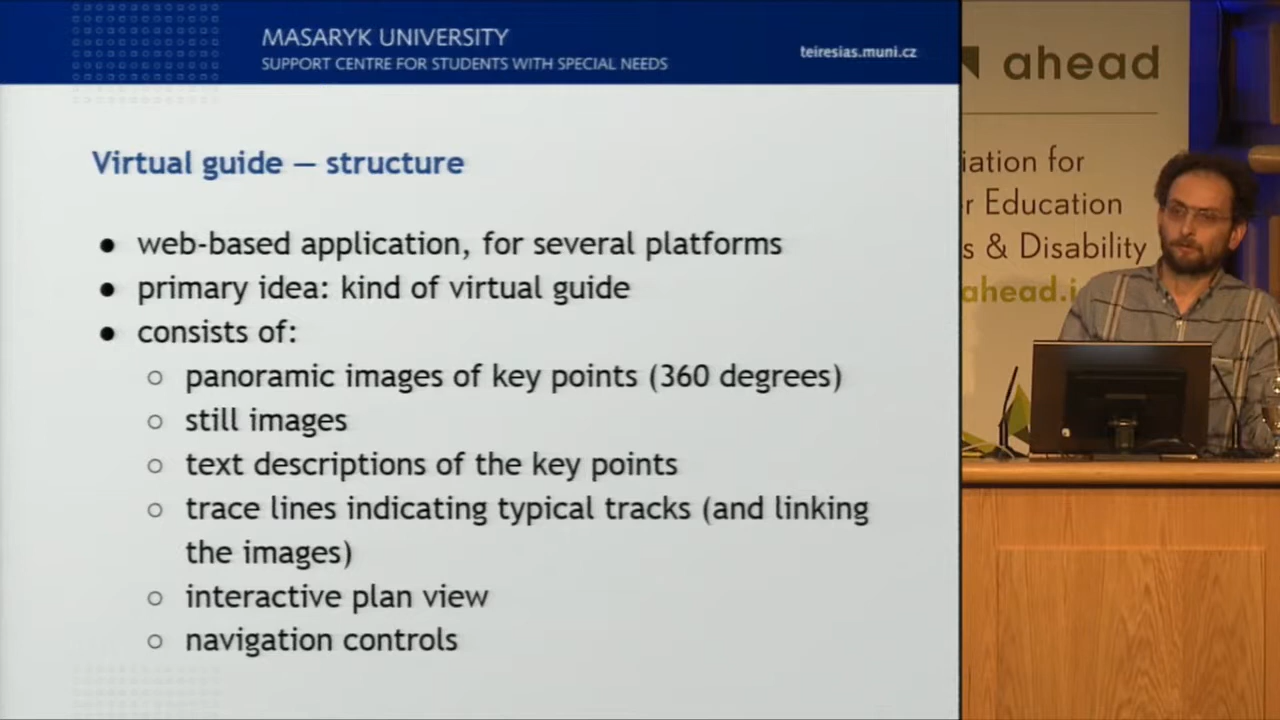 MASARYK UNIVERSITY
SUPPORT CENTRE FOR STUDENTS WITH SPECIAL NEEDS
teiresias.muni.cz
Virtual guide — structure
● web-based application, for several platforms
● primary idea: kind of virtual guide
● consists of:
○ panoramic images of key points (360 degrees)
○ still images
○ text descriptions of the key points
○ trace lines indicating typical tracks (and linking
the images)
○ interactive plan view
○ navigation controls
ahead
iation for
r Education
s & Disability
ahead.i